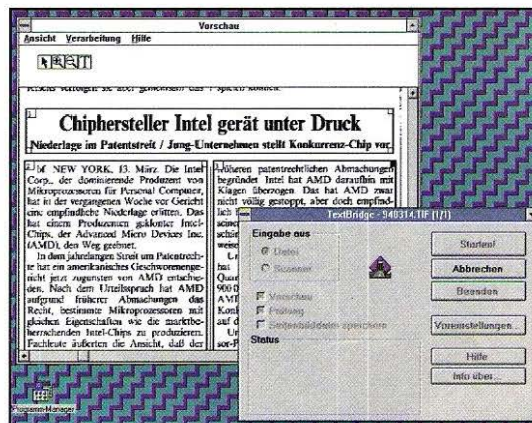 Vorschau
Ansicht Verarbeitung Hilfe
Chiphersteller Intel gerät unter Druck
Niederlage im Patentstreit / Jung-Unternehmen stellt Konkurrenz-Chip vor
bf. NEW YORK, 13. März. Die Intel
Corp., der dominierende Produzent von
Mikroprozessoren für Personal Computer,
hat in der vergangenen Woche vor Gericht
eine empfindliche Niederlage erlitten. Das
hat einem Produzenten geklonter Intel-
Chips, der Advanced Micro Devices Inc.
(AMD), den Weg geebnet.
In dem jahrelangen Streit um Patentrech-
te hat ein amerikanisches Geschworenenge-
richt jetzt zugunsten von AMD entschie-
den. Nach dem Urteilsspruch hat AMD
aufgrund früherer Abmachungen das
Recht, bestimmte Mikroprozessoren mit
gleichen Eigenschaften wie die marktbe-
herrschenden Intel-Chips zu produzieren.
Fachleute äußerten die Ansicht, daß der
früheren patentrechtlichen Abmachungen
begründet Intel hat AMD daraufhin mit
Klagen überzogen. Das hat AMD zwar
nicht völlig gestoppt, aber doch empfind-
TextBridge - 940314.TIF (1/1)
Eingabe aus
Datei
Scanner
Vorschau
Prüfung
Seitenbilddatei speichern
Status
Starten!
Abbrechen
Beenden
Voreinstellungen...
Hilfe
Info über...
Programm-Manager